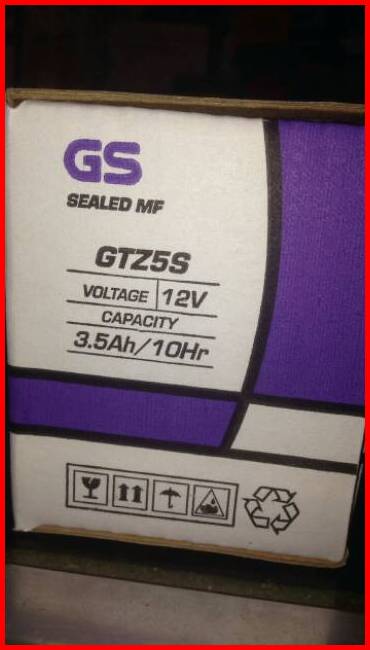 GS
SEALED MF
GTZ5S
VOLTAGE 12V
CAPACITY
3.5Ah/10Hr